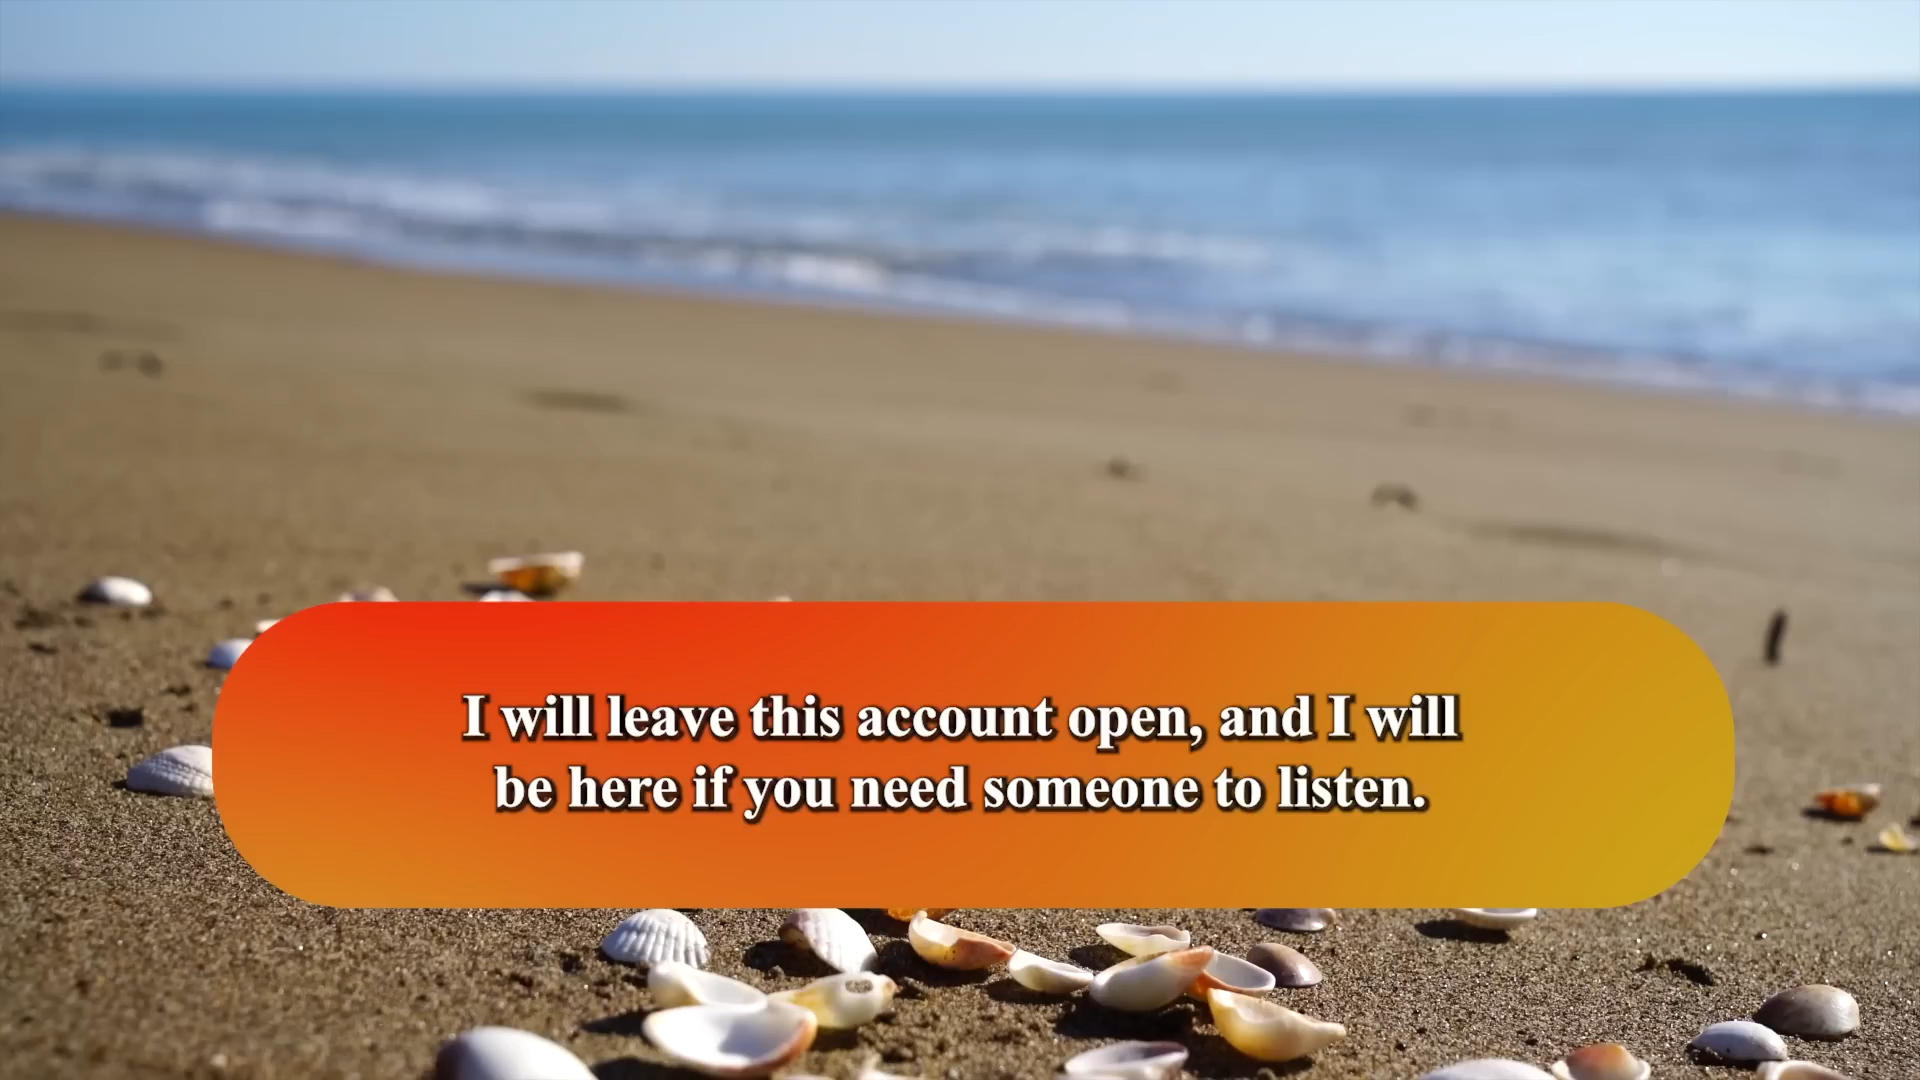 I will leave this account open, and I will
be here if you need someone to listen.